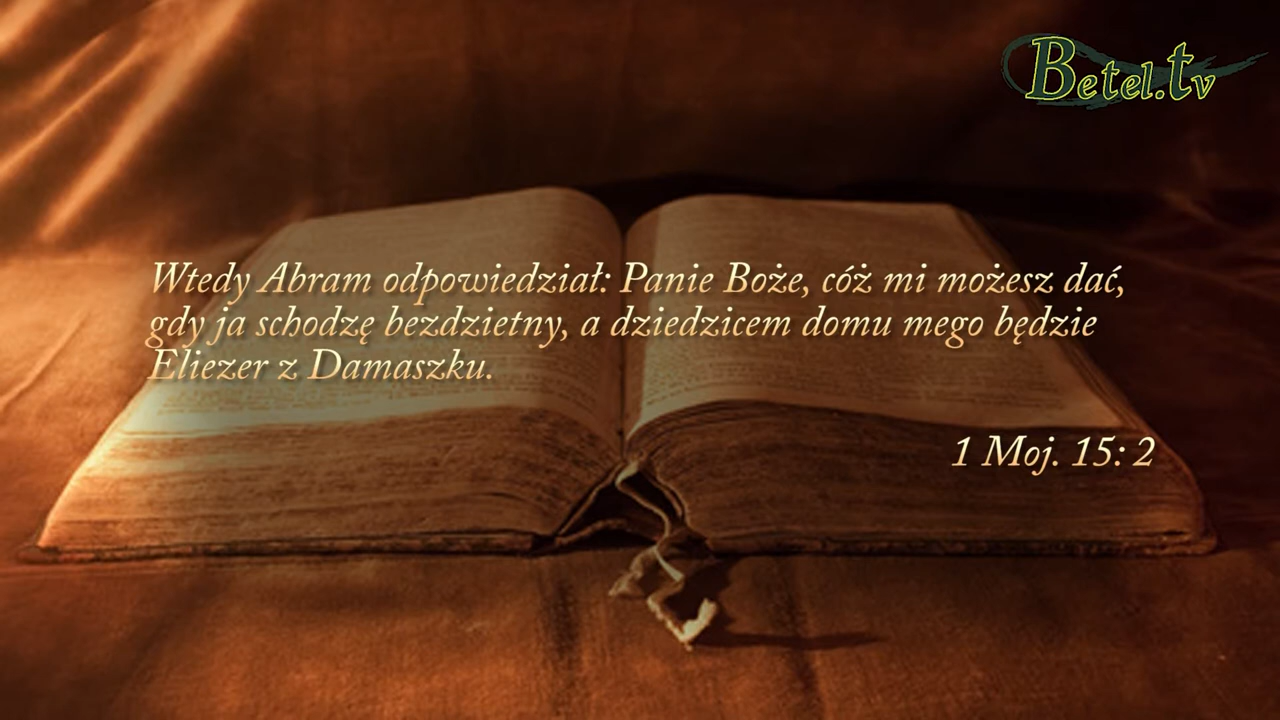 Betel.tv
Wtedy Abram odpowiedział: Panie Boże, cóż mi możesz dać,
gdy ja schodzę bezdzietny, a dziedzicem domu mego będzie
Eliezer z Damaszku.
1 Moj. 15: 2